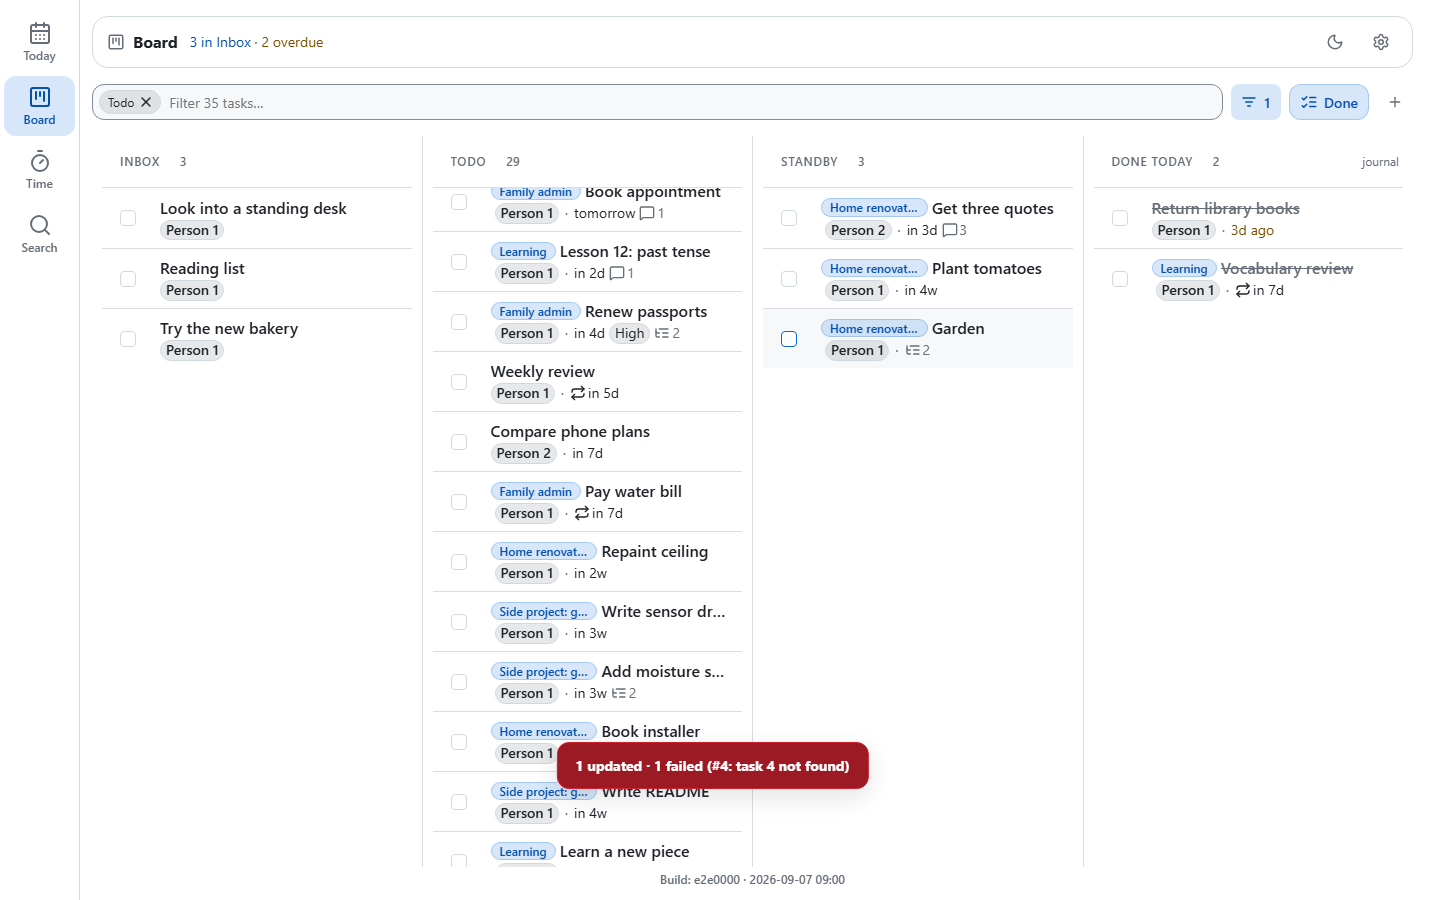 Today
Board
Time
Search
Board 3 in Inbox · 2 overdue
Todo Filter 35 tasks...
1
Done
INBOX 3
Look into a standing desk
Person 1
Reading list
Person 1
Try the new bakery
Person 1
TODO 29
Family admin Book appointment
Person 1 · tomorrow 1
Learning Lesson 12: past tense
Person 1 · in 2d 1
Family admin Renew passports
Person 1 · in 4d High 2
Weekly review
Person 1 · in 5d
Compare phone plans
Person 2 · in 7d
Family admin Pay water bill
Person 1 · in 7d
Home renovat... Repaint ceiling
Person 1 · in 2w
Side project: g... Write sensor dr...
Person 1 · in 3w
Side project: g... Add moisture s...
Person 1 · in 3w 2
Home renovat... Book installer
Person 1
Side project: g... Write README
Person 1 · in 4w
Learning Learn a new piece
STANDBY 3
Home renovat... Get three quotes
Person 2 · in 3d 3
Home renovat... Plant tomatoes
Person 1 · in 4w
Home renovat... Garden
Person 1 · 2
DONE TODAY 2 journal
Return library books
Person 1 · 3d ago
Learning Vocabulary review
Person 1 · in 7d
1 updated · 1 failed (#4: task 4 not found)
Build: e2e0000 · 2026-09-07 09:00